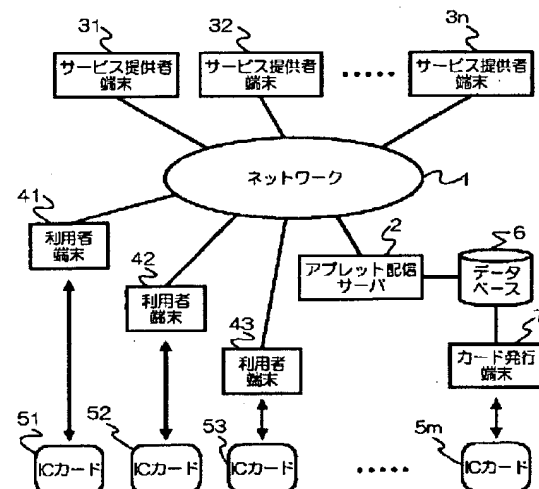 31
32
3n
サービス提供者
端末
サービス提供者
端末
.....
サービス提供者
端末
ネットワーク
1
41
利用者
端末
42
利用者
端末
43
利用者
端末
2
アプレット配信
サーバ
6
データ
ベース
7
カード発行
端末
51
ICカード
52
ICカード
53
ICカード
.....
5m
ICカード